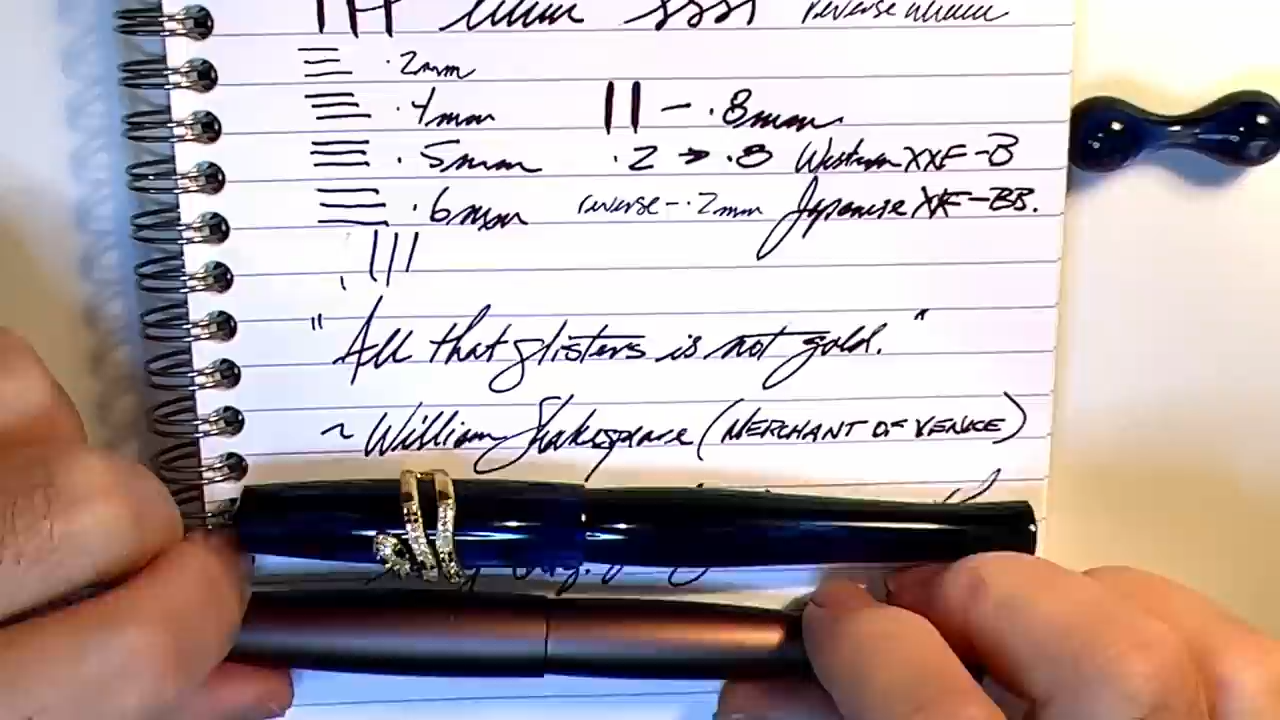 reverse
.2mm
.4mm — .8mm
.5mm .2 → .8 Western XXF-B
.6mm reverse-.2mm Japanese XF-BB.
"All that glisters is not gold."
~ William Shakespeare (MERCHANT OF VENICE)